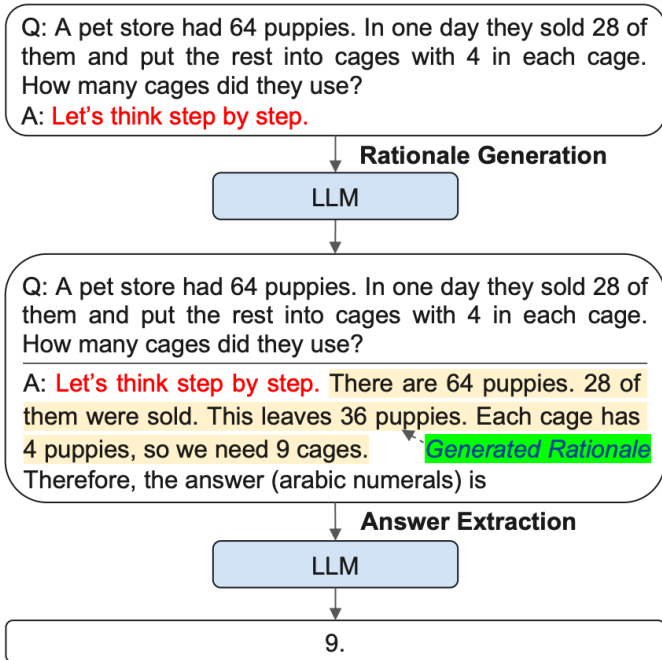 Q: A pet store had 64 puppies. In one day they sold 28 of
them and put the rest into cages with 4 in each cage.
How many cages did they use?
A: Let's think step by step.
Rationale Generation
LLM
Q: A pet store had 64 puppies. In one day they sold 28 of
them and put the rest into cages with 4 in each cage.
How many cages did they use?
A: Let's think step by step. There are 64 puppies. 28 of
them were sold. This leaves 36 puppies. Each cage has
4 puppies, so we need 9 cages.
Generated Rationale
Therefore, the answer (arabic numerals) is
Answer Extraction
LLM
9.